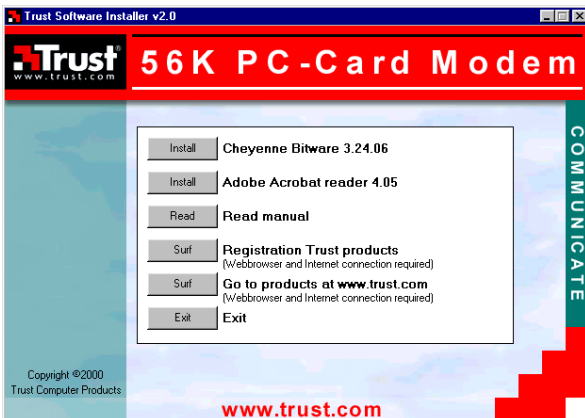 Trust Software Installer v2.0
Trust
www.trust.com
56K PC-Card Modem
COMMUNICATE
Install Cheyenne Bitware 3.24.06
Install Adobe Acrobat reader 4.05
Read Read manual
Surf Registration Trust products
(Webbrowser and Internet connection required)
Surf Go to products at www.trust.com
(Webbrowser and Internet connection required)
Exit Exit
Copyright ©2000
Trust Computer Products
www.trust.com